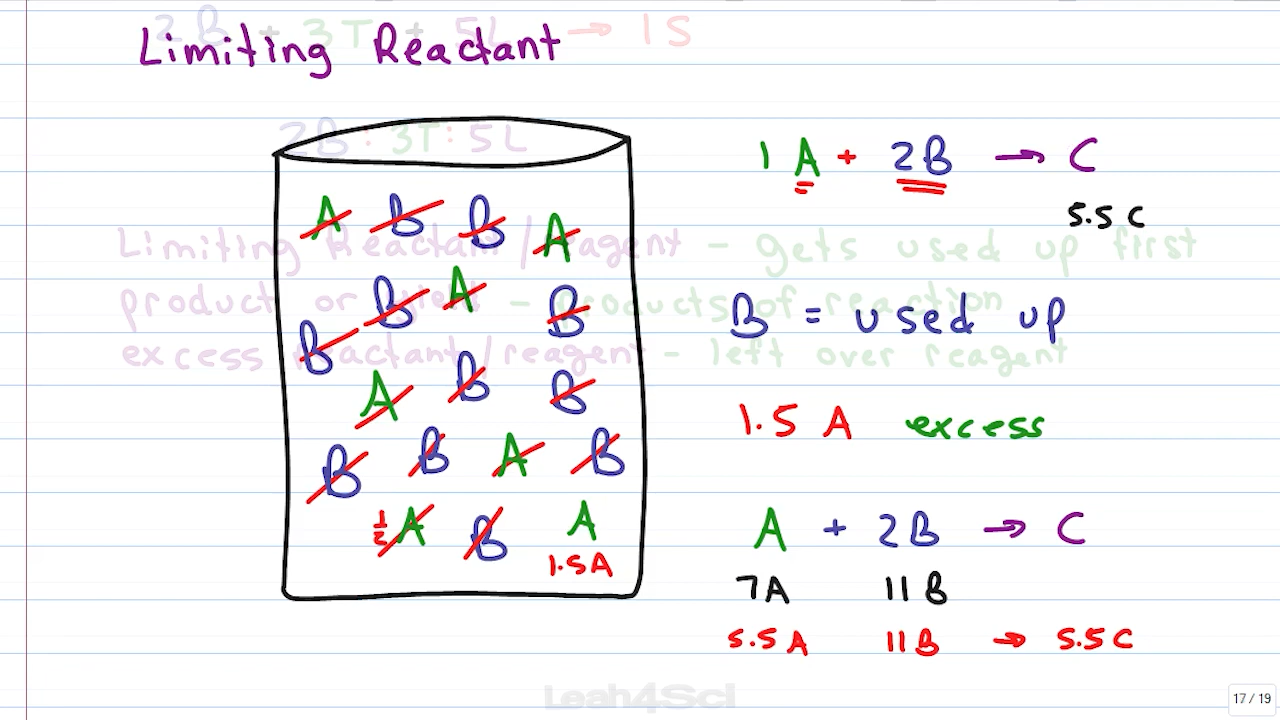 2B + 3T + 5L → 1S
Limiting Reactant
2B : 3T : 5L
1 A + 2B → C
5.5 C
A B B A
Limiting Reactant / reagent - gets used up first
B A B
product or yield - products of reaction
B = used up
B
excess reactant/reagent - left over reagent
A B B
1.5 A excess
B B A B
1/2 A B A
1.5A
A + 2B → C
7A 11B
5.5A 11B → 5.5C
Leah4Sci
17 / 19